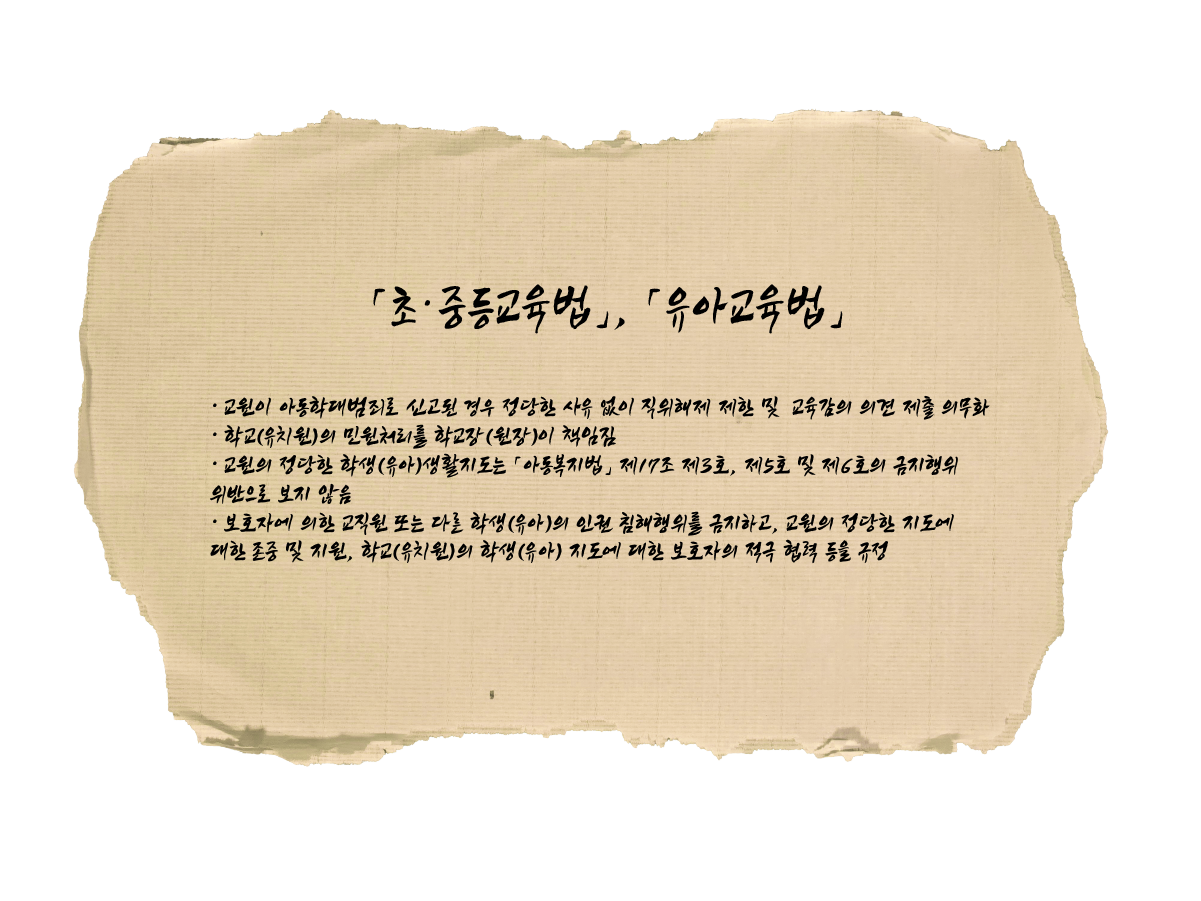 「초·중등교육법」, 「유아교육법」
· 교원이 아동학대범죄로 신고된 경우 정당한 사유 없이 직위해제 제한 및 교육감의 의견 제출 의무화
· 학교(유치원)의 민원처리를 학교장(원장)이 책임짐
· 교원의 정당한 학생(유아)생활지도는 「아동복지법」 제17조 제3호, 제5호 및 제6호의 금지행위
위반으로 보지 않음
· 보호자에 의한 교직원 또는 다른 학생(유아)의 인권 침해행위를 금지하고, 교원의 정당한 지도에
대한 존중 및 지원, 학교(유치원)의 학생(유아) 지도에 대한 보호자의 적극 협력 등을 규정